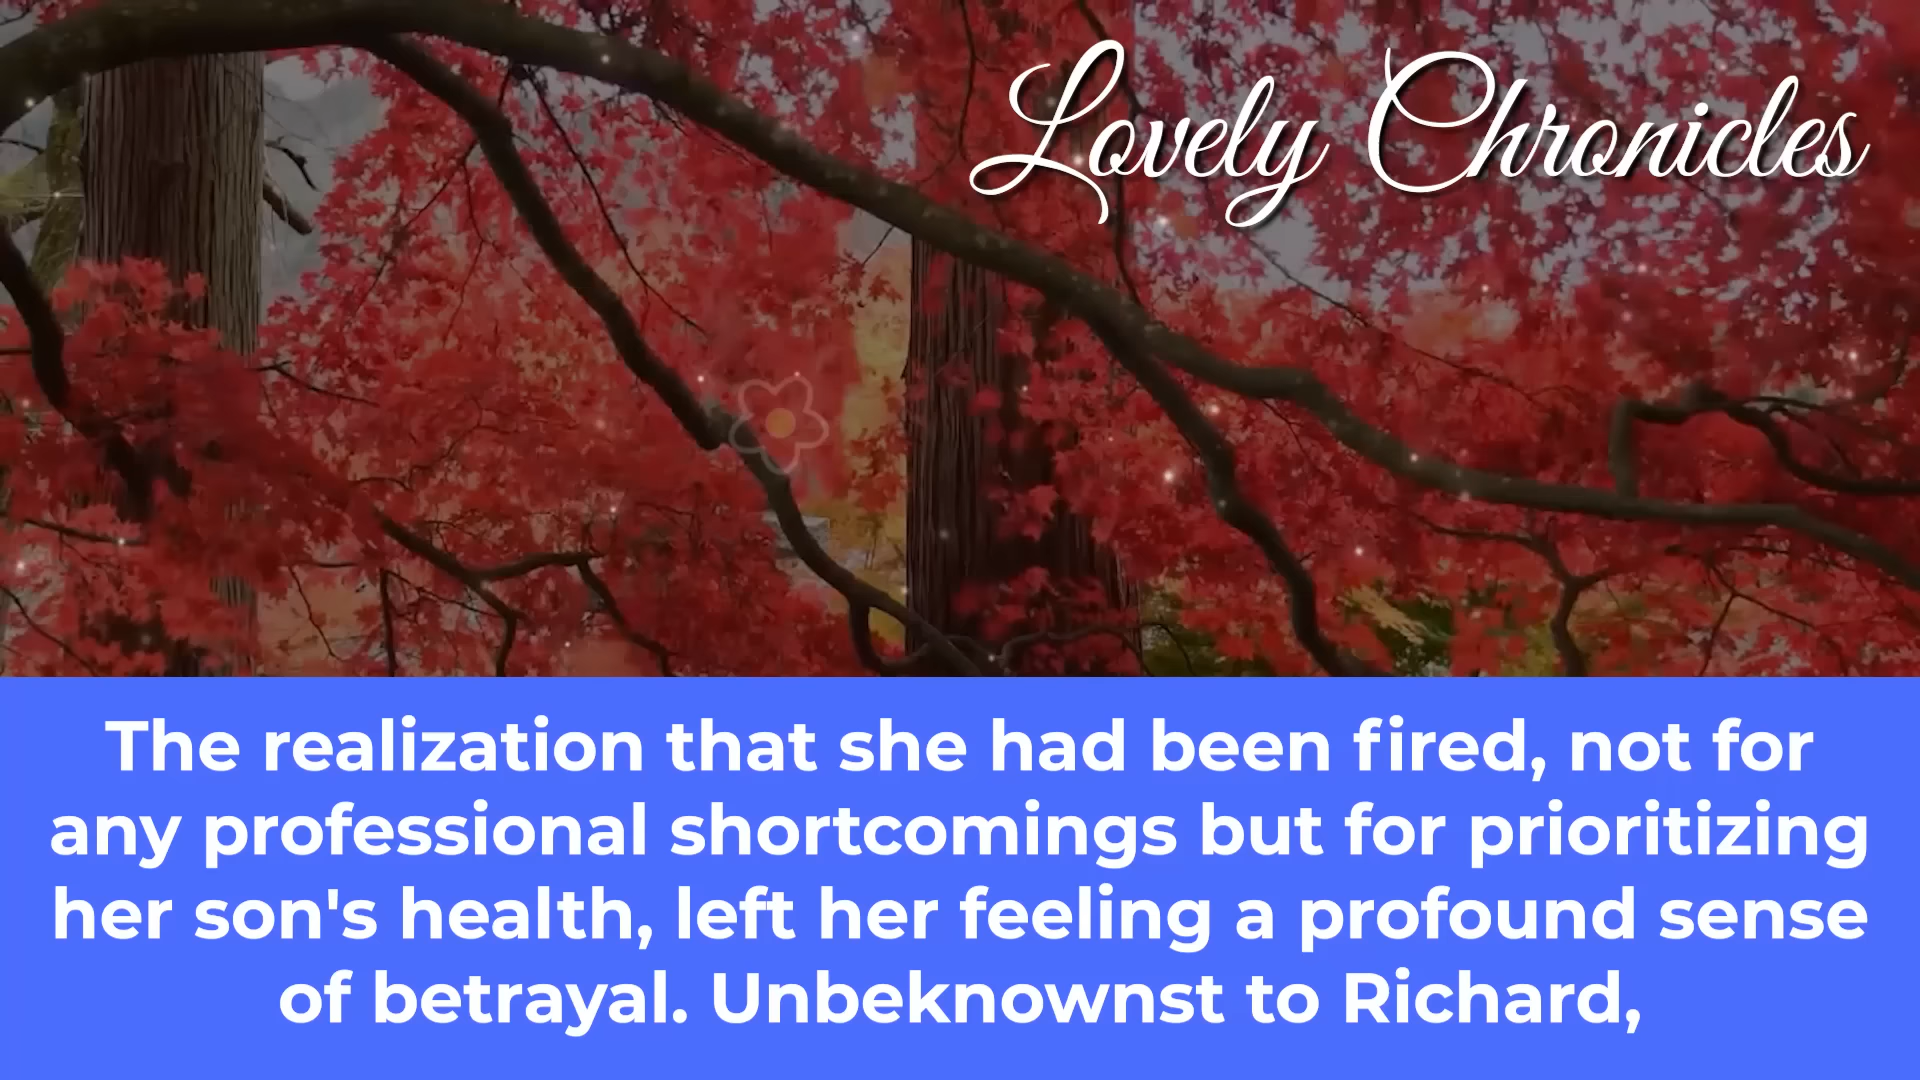 Lovely Chronicles
The realization that she had been fired, not for
any professional shortcomings but for prioritizing
her son's health, left her feeling a profound sense
of betrayal. Unbeknownst to Richard,